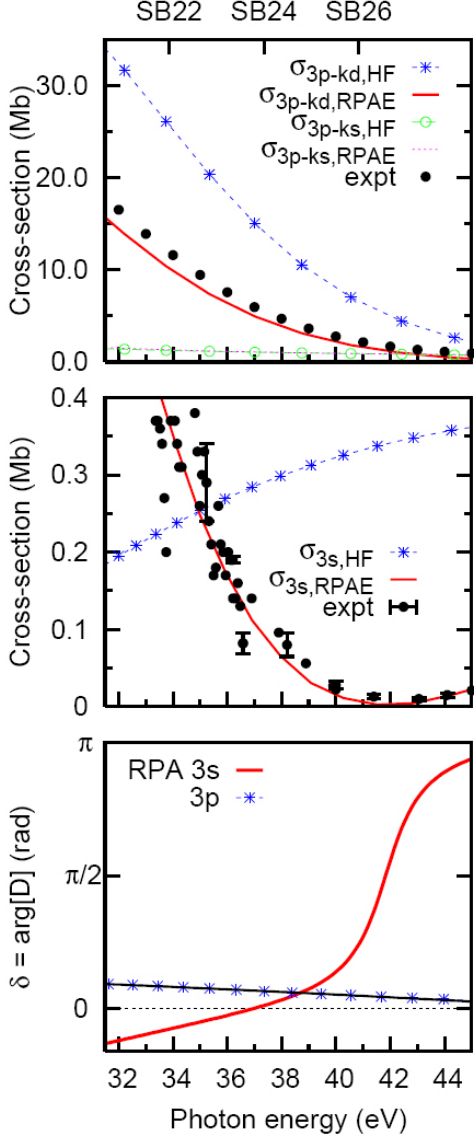 SB22 SB24 SB26
30.0
20.0
10.0
0.0
Cross-section (Mb)
σ3p-kd,HF
σ3p-kd,RPAE
σ3p-ks,HF
σ3p-ks,RPAE
expt
0.4
0.3
0.2
0.1
0
Cross-section (Mb)
σ3s,HF
σ3s,RPAE
expt
π
π/2
0
δ = arg[D] (rad)
RPA 3s
3p
32 34 36 38 40 42 44
Photon energy (eV)